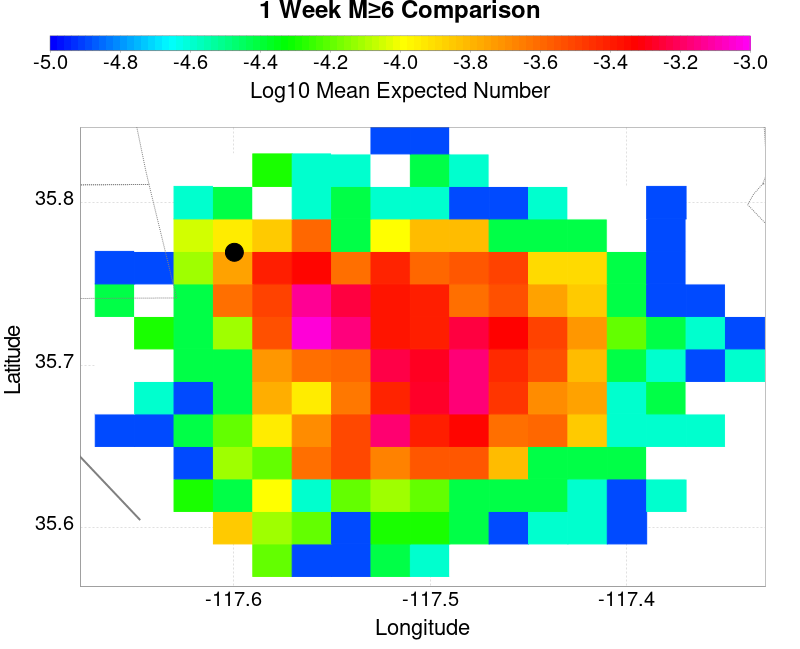 1 Week M≥6 Comparison
-5.0 -4.8 -4.6 -4.4 -4.2 -4.0 -3.8 -3.6 -3.4 -3.2 -3.0
Log10 Mean Expected Number
35.8
35.7
35.6
Latitude
-117.6 -117.5 -117.4
Longitude